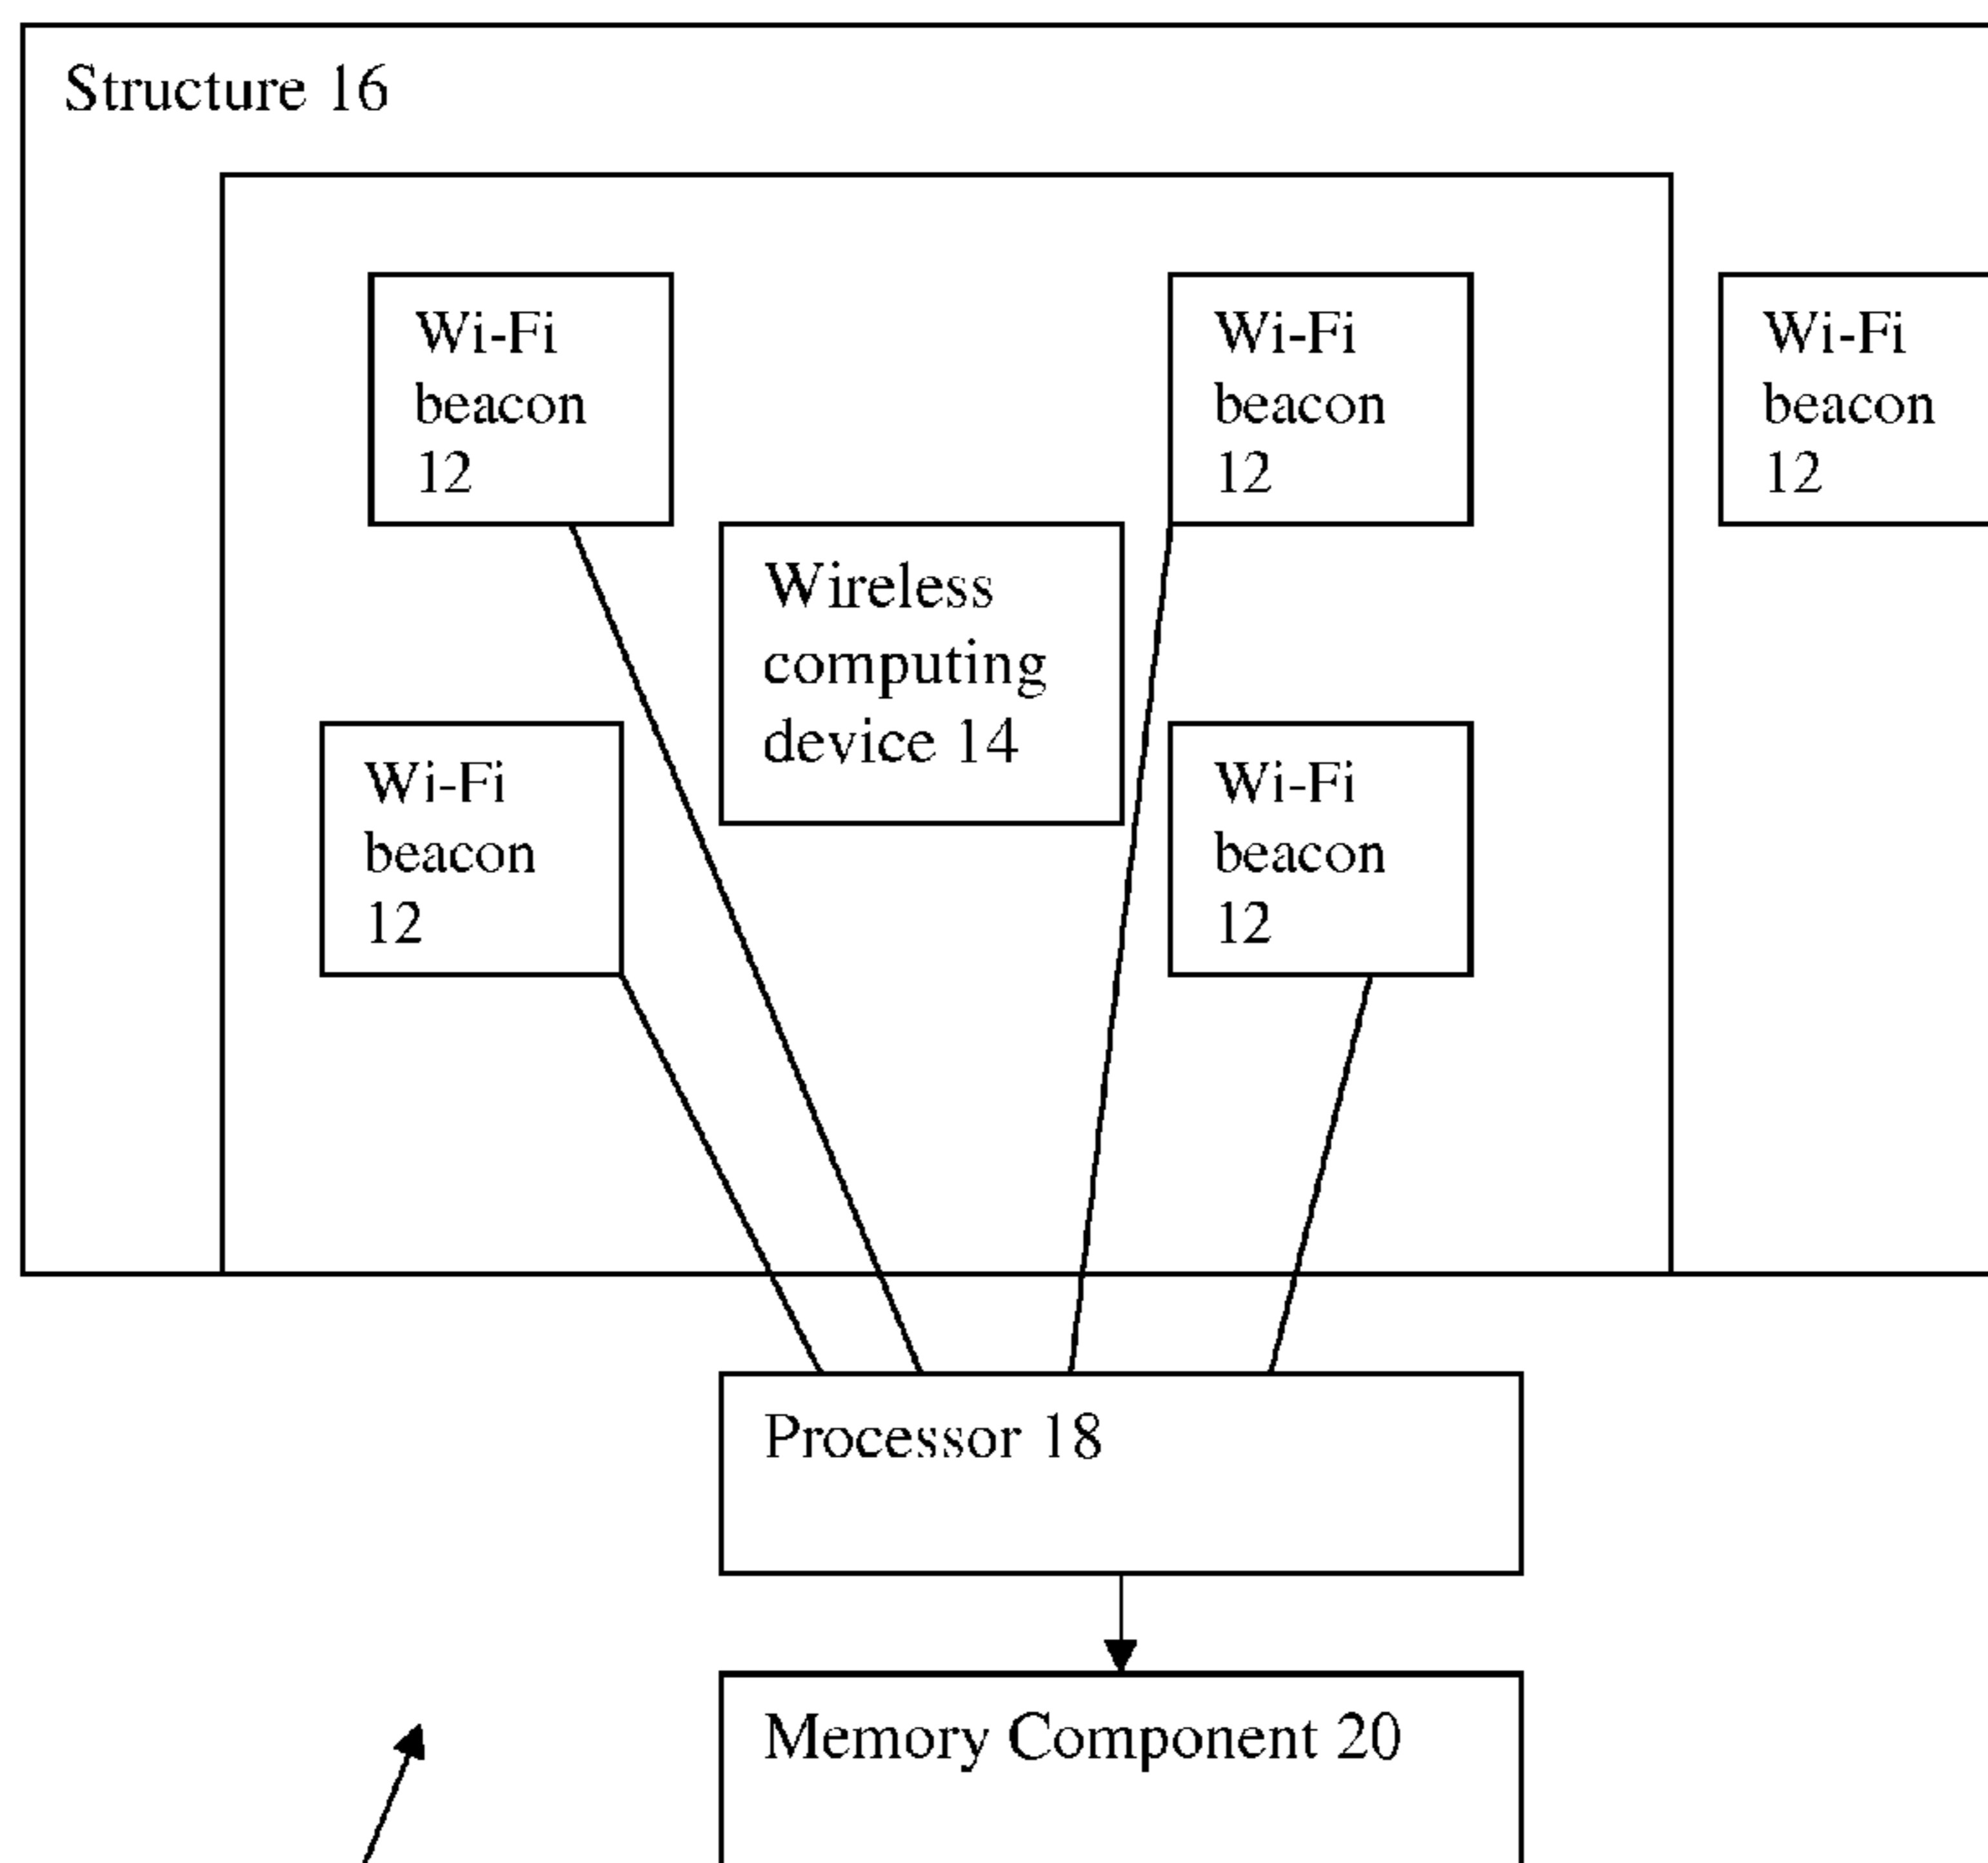 Structure 16
Wi-Fi
beacon
12
Wi-Fi
beacon
12
Wi-Fi
beacon
12
Wireless
computing
device 14
Wi-Fi
beacon
12
Wi-Fi
beacon
12
Processor 18
Memory Component 20